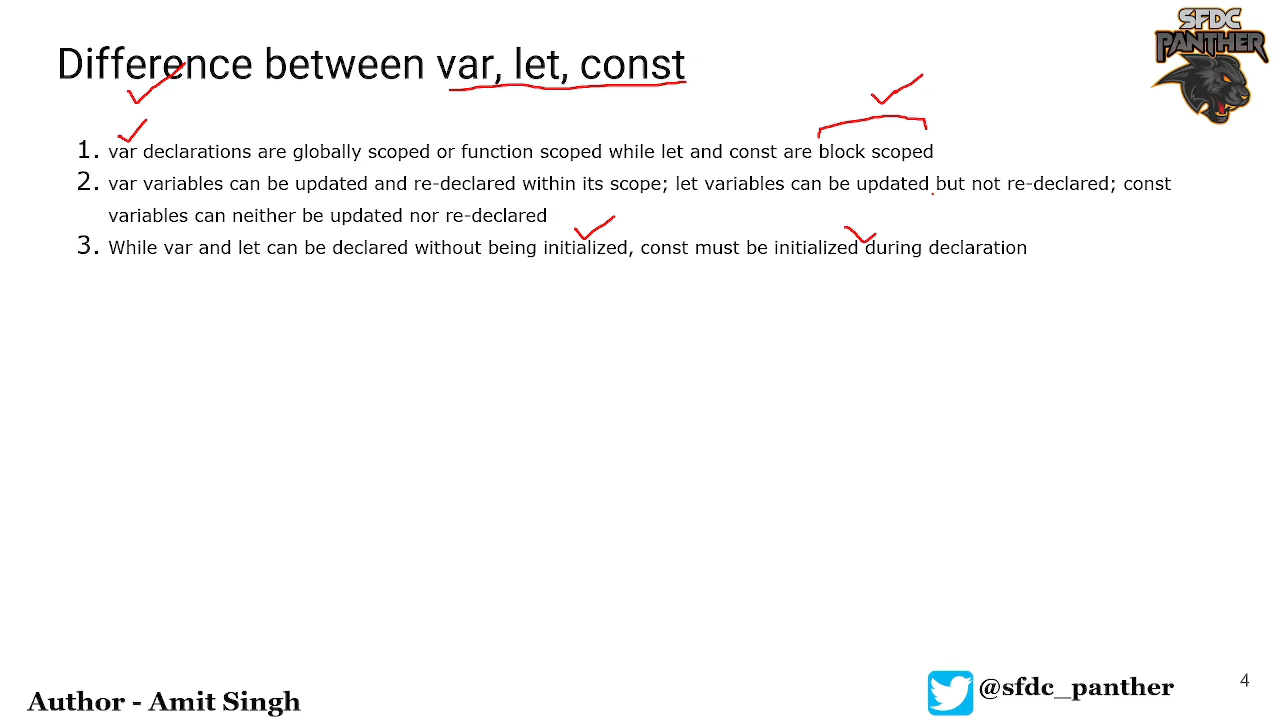 SFDC
PANTHER
Difference between var, let, const
1. var declarations are globally scoped or function scoped while let and const are block scoped
2. var variables can be updated and re-declared within its scope; let variables can be updated but not re-declared; const
variables can neither be updated nor re-declared
3. While var and let can be declared without being initialized, const must be initialized during declaration
Author - Amit Singh
@sfdc_panther
4